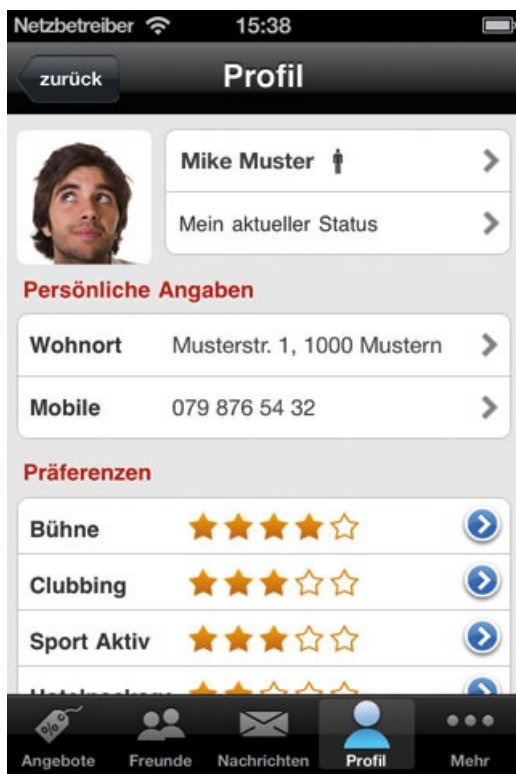 Netzbetreiber 15:38
zurück Profil
Mike Muster
Mein aktueller Status
Persönliche Angaben
Wohnort Musterstr. 1, 1000 Mustern
Mobile 079 876 54 32
Präferenzen
Bühne
Clubbing
Sport Aktiv
Hotelpackage
%
Angebote Freunde Nachrichten Profil Mehr